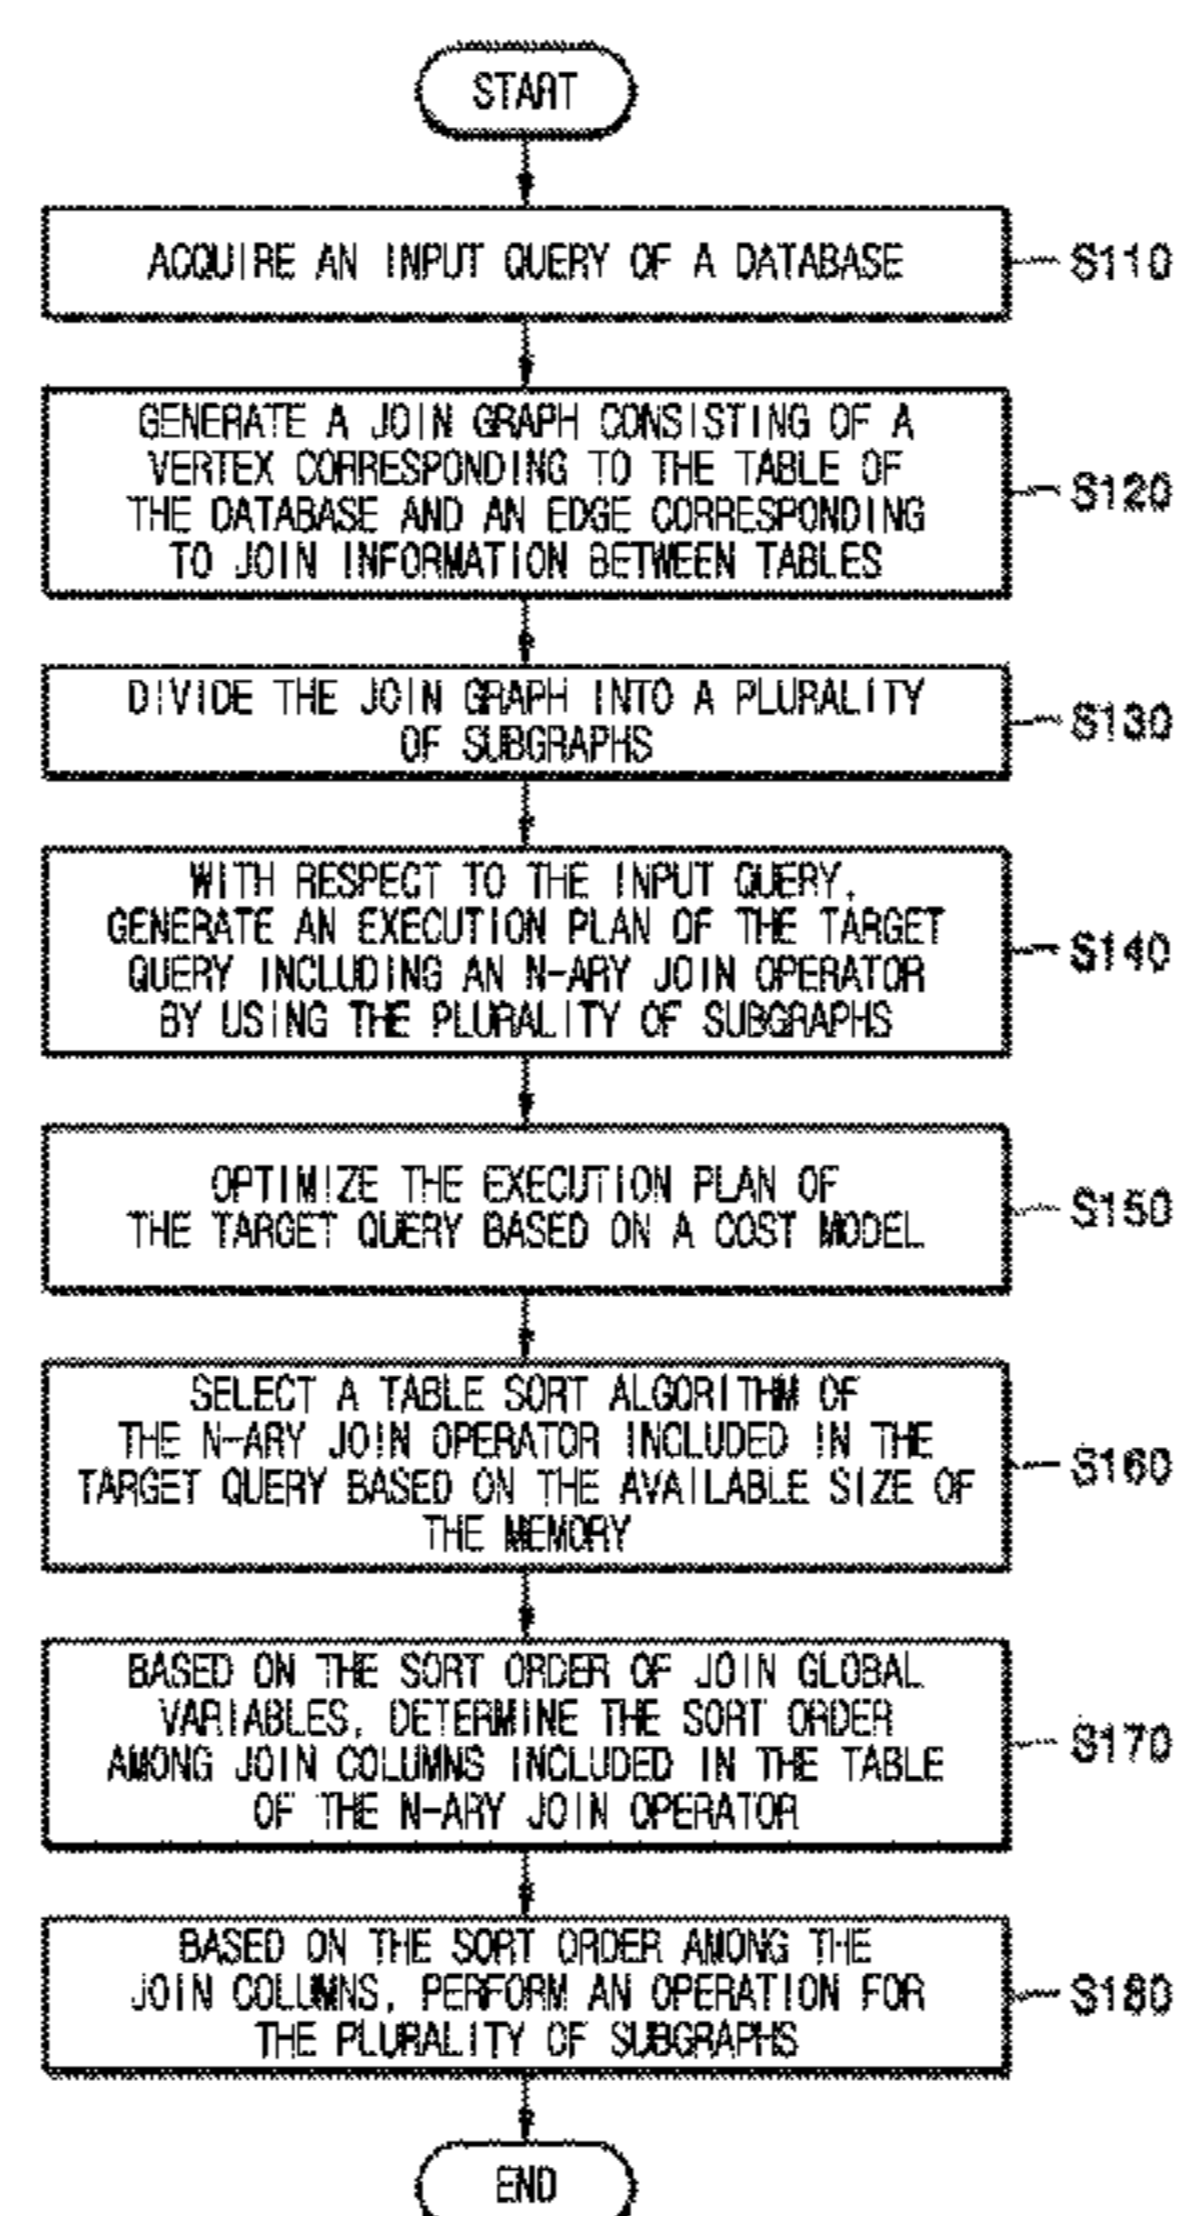 START
ACQUIRE AN INPUT QUERY OF A DATABASE
S110
GENERATE A JOIN GRAPH CONSISTING OF A
VERTEX CORRESPONDING TO THE TABLE OF
THE DATABASE AND AN EDGE CORRESPONDING
TO JOIN INFORMATION BETWEEN TABLES
S120
DIVIDE THE JOIN GRAPH INTO A PLURALITY
OF SUBGRAPHS
S130
WITH RESPECT TO THE INPUT QUERY,
GENERATE AN EXECUTION PLAN OF THE TARGET
QUERY INCLUDING AN N-ARY JOIN OPERATOR
BY USING THE PLURALITY OF SUBGRAPHS
S140
OPTIMIZE THE EXECUTION PLAN OF
THE TARGET QUERY BASED ON A COST MODEL
S150
SELECT A TABLE SORT ALGORITHM OF
THE N-ARY JOIN OPERATOR INCLUDED IN THE
TARGET QUERY BASED ON THE AVAILABLE SIZE OF
THE MEMORY
S160
BASED ON THE SORT ORDER OF JOIN GLOBAL
VARIABLES, DETERMINE THE SORT ORDER
AMONG JOIN COLUMNS INCLUDED IN THE TABLE
OF THE N-ARY JOIN OPERATOR
S170
BASED ON THE SORT ORDER AMONG THE
JOIN COLUMNS, PERFORM AN OPERATION FOR
THE PLURALITY OF SUBGRAPHS
S180
END